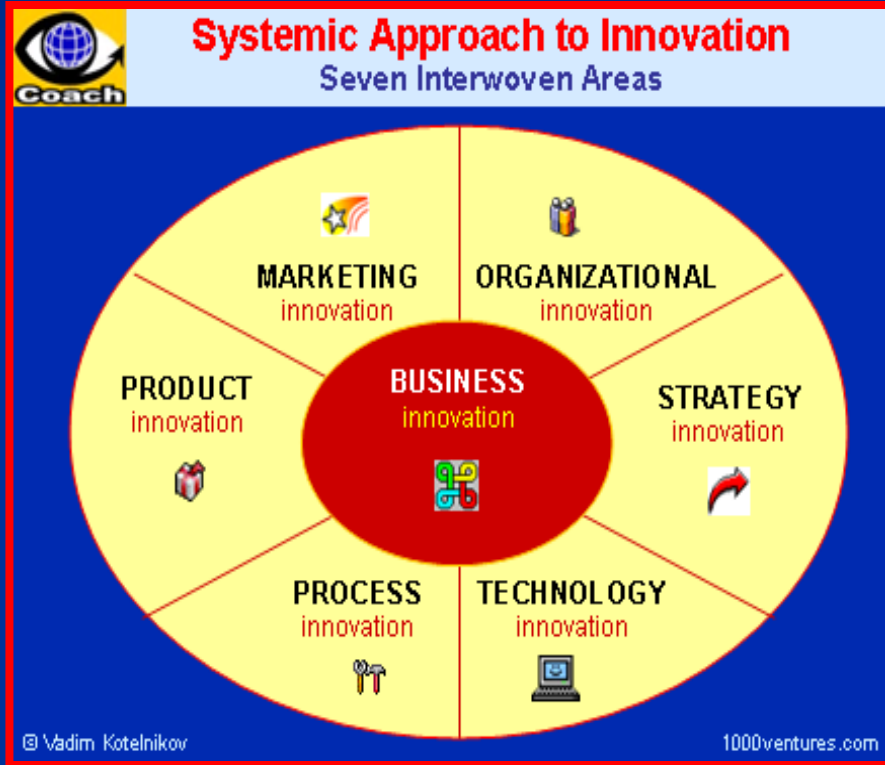 Systemic Approach to Innovation
Seven Interwoven Areas
Coach
MARKETING
innovation
ORGANIZATIONAL
innovation
PRODUCT
innovation
BUSINESS
innovation
STRATEGY
innovation
PROCESS
innovation
TECHNOLOGY
innovation
© Vadim Kotelnikov
1000ventures.com